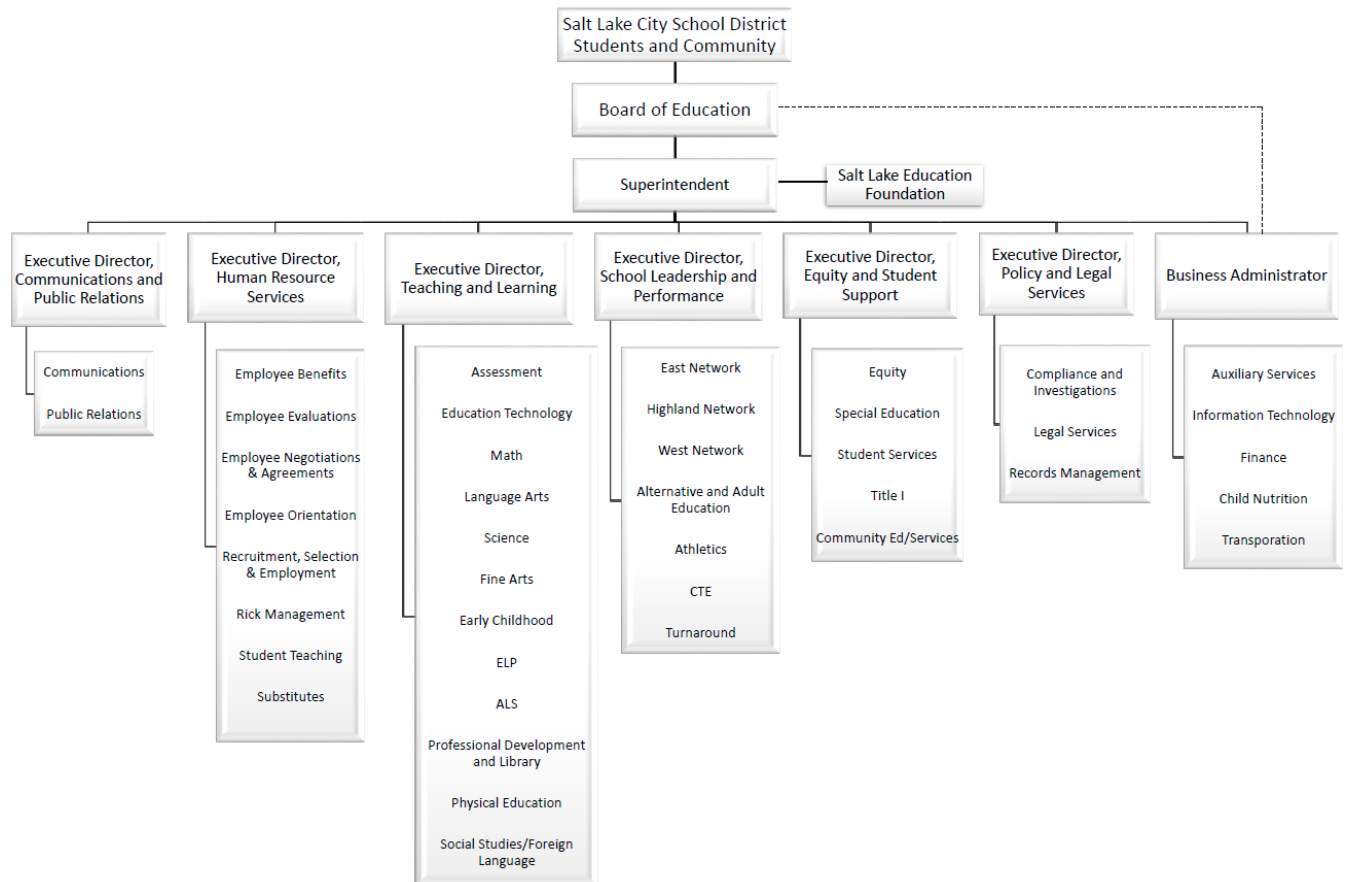 Salt Lake City School District
Students and Community
Board of Education
Superintendent
Salt Lake Education
Foundation
Executive Director,
Communications and
Public Relations
Communications
Public Relations
Executive Director,
Human Resource
Services
Employee Benefits
Employee Evaluations
Employee Negotiations
& Agreements
Employee Orientation
Recruitment, Selection
& Employment
Rick Management
Student Teaching
Substitutes
Executive Director,
Teaching and Learning
Assessment
Education Technology
Math
Language Arts
Science
Fine Arts
Early Childhood
ELP
ALS
Professional Development
and Library
Physical Education
Social Studies/Foreign
Language
Executive Director,
School Leadership and
Performance
East Network
Highland Network
West Network
Alternative and Adult
Education
Athletics
CTE
Turnaround
Executive Director,
Equity and Student
Support
Equity
Special Education
Student Services
Title I
Community Ed/Services
Executive Director,
Policy and Legal
Services
Compliance and
Investigations
Legal Services
Records Management
Business Administrator
Auxiliary Services
Information Technology
Finance
Child Nutrition
Transporation